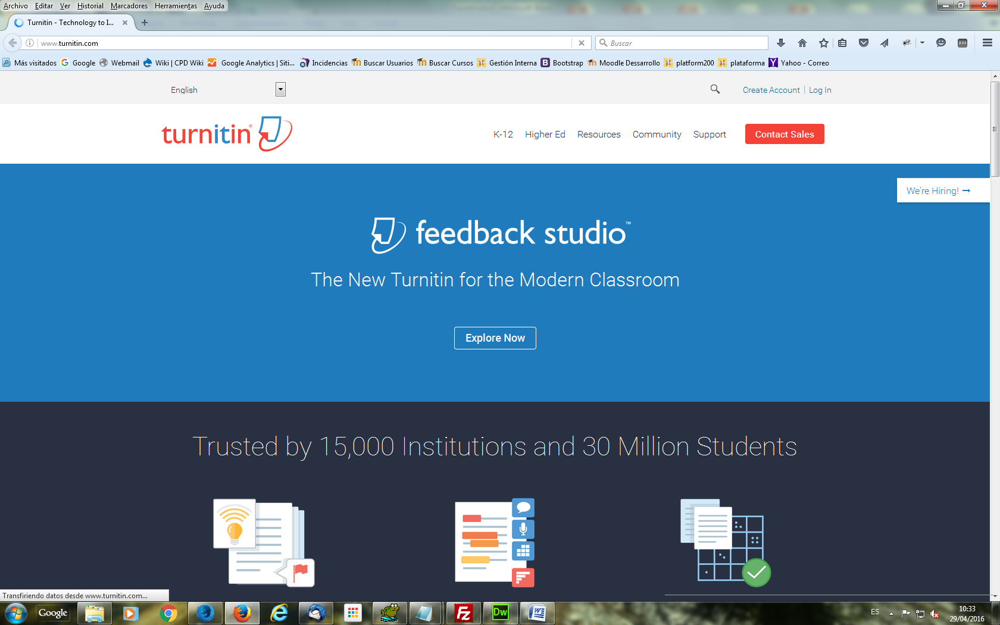 Archivo Editar Ver Historial Marcadores Herramientas Ayuda
Turnitin - Technology to I...
www.turnitin.com
Buscar
Más visitados Google Webmail Wiki | CPD Wiki Google Analytics | Siti... Incidencias Buscar Usuarios Buscar Cursos Gestión Interna Bootstrap Moodle Dessarrollo platform200 plataforma Yahoo - Correo
English
Create Account | Log In
turnitin®
K-12 Higher Ed Resources Community Support Contact Sales
We're Hiring!
feedback studio™
The New Turnitin for the Modern Classroom
Explore Now
Trusted by 15,000 Institutions and 30 Million Students
Transfiriendo datos desde www.turnitin.com...
Google
Fz
Dw
ES
10:33
29/04/2016